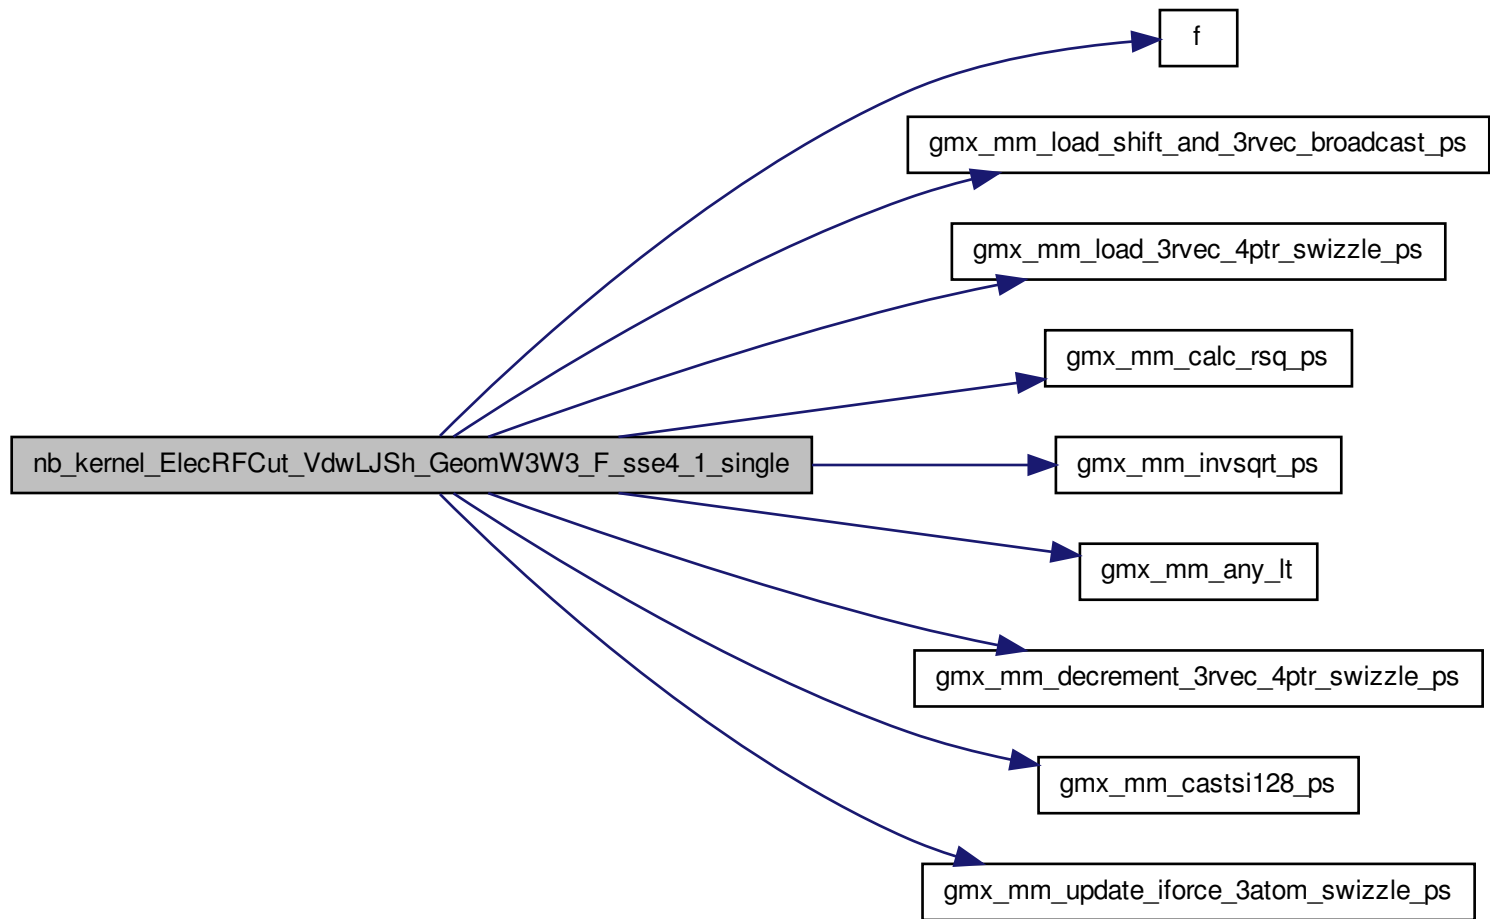 f
gmx_mm_load_shift_and_3rvec_broadcast_ps
gmx_mm_load_3rvec_4ptr_swizzle_ps
gmx_mm_calc_rsq_ps
nb_kernel_ElecRFCut_VdwLJSh_GeomW3W3_F_sse4_1_single
gmx_mm_invsqrt_ps
gmx_mm_any_lt
gmx_mm_decrement_3rvec_4ptr_swizzle_ps
gmx_mm_castsi128_ps
gmx_mm_update_iforce_3atom_swizzle_ps